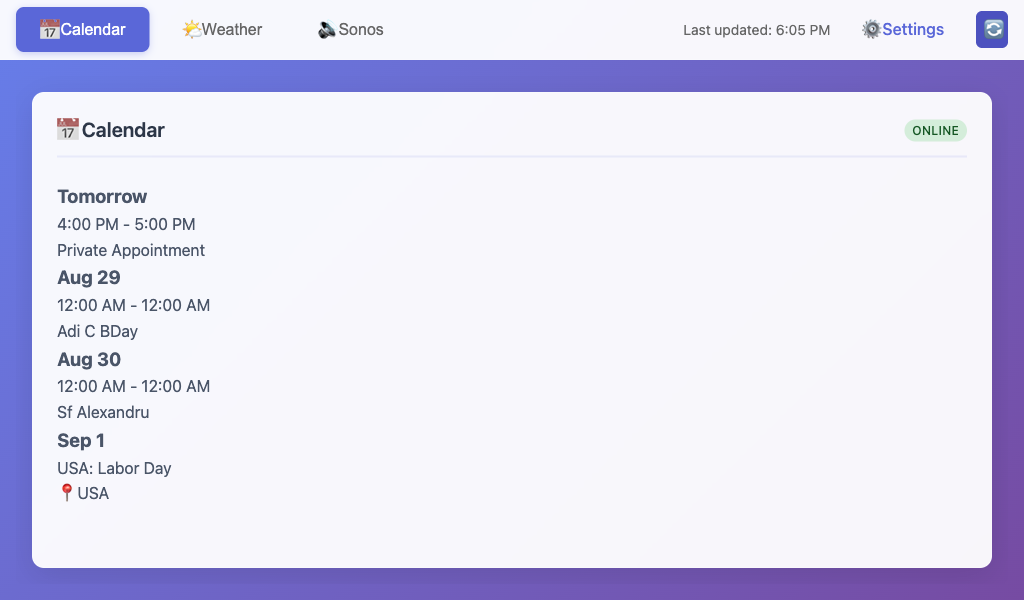 Calendar
Weather
Sonos
Last updated: 6:05 PM
Settings
Calendar
ONLINE
Tomorrow
4:00 PM - 5:00 PM
Private Appointment
Aug 29
12:00 AM - 12:00 AM
Adi C BDay
Aug 30
12:00 AM - 12:00 AM
Sf Alexandru
Sep 1
USA: Labor Day
📍USA